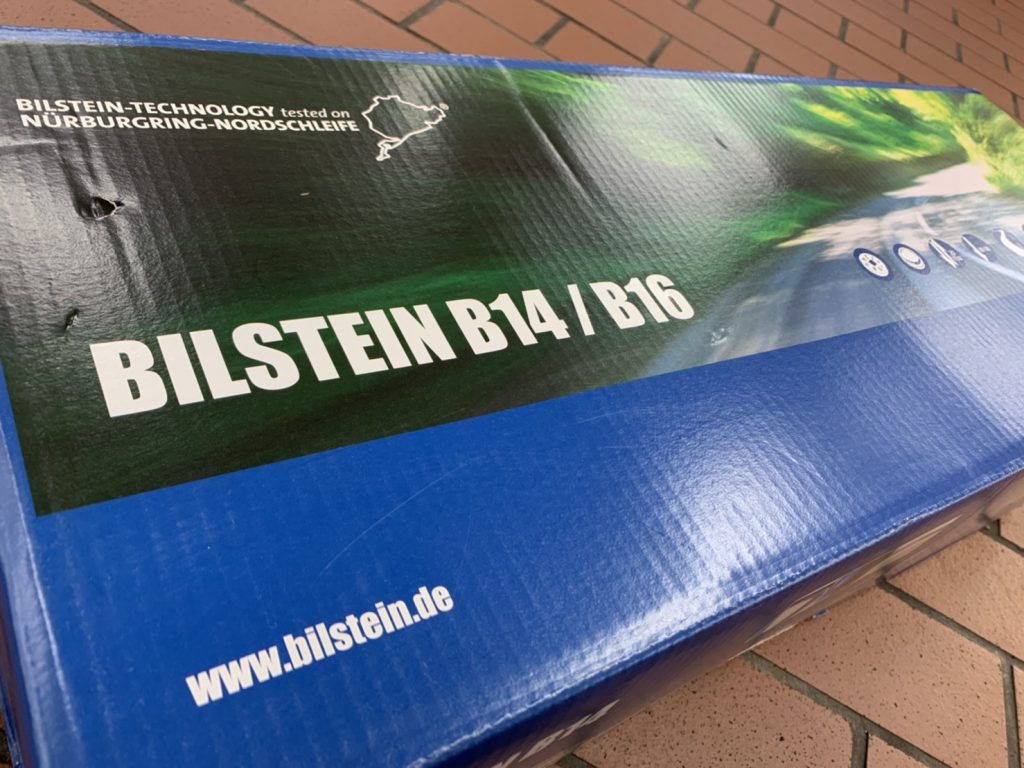 BILSTEIN-TECHNOLOGY tested on
NÜRBURGRING-NORDSCHLEIFE
BILSTEIN B14 / B16
www.bilstein.de